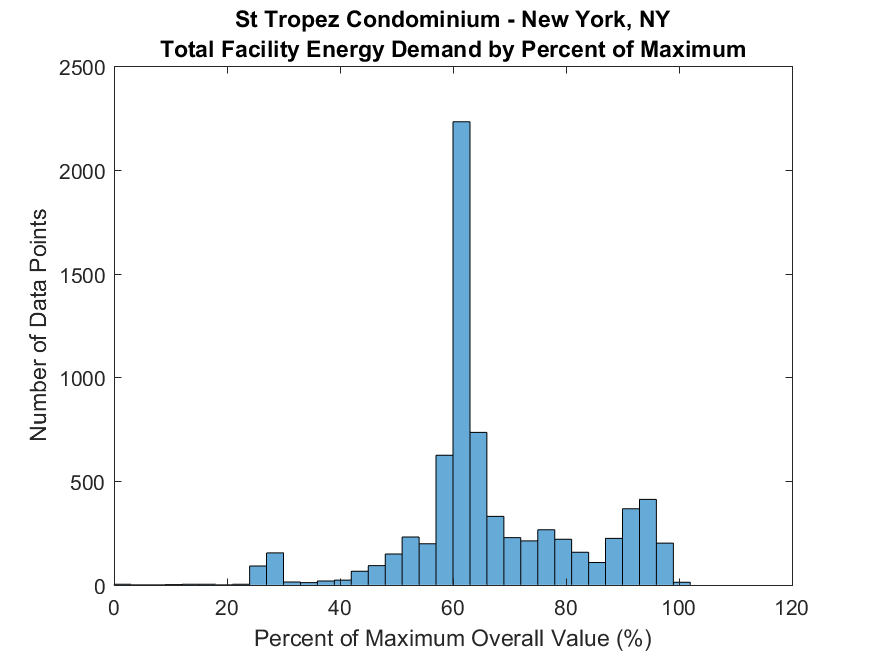 St Tropez Condominium - New York, NY
Total Facility Energy Demand by Percent of Maximum
Number of Data Points
2500
2000
1500
1000
500
0
0 20 40 60 80 100 120
Percent of Maximum Overall Value (%)